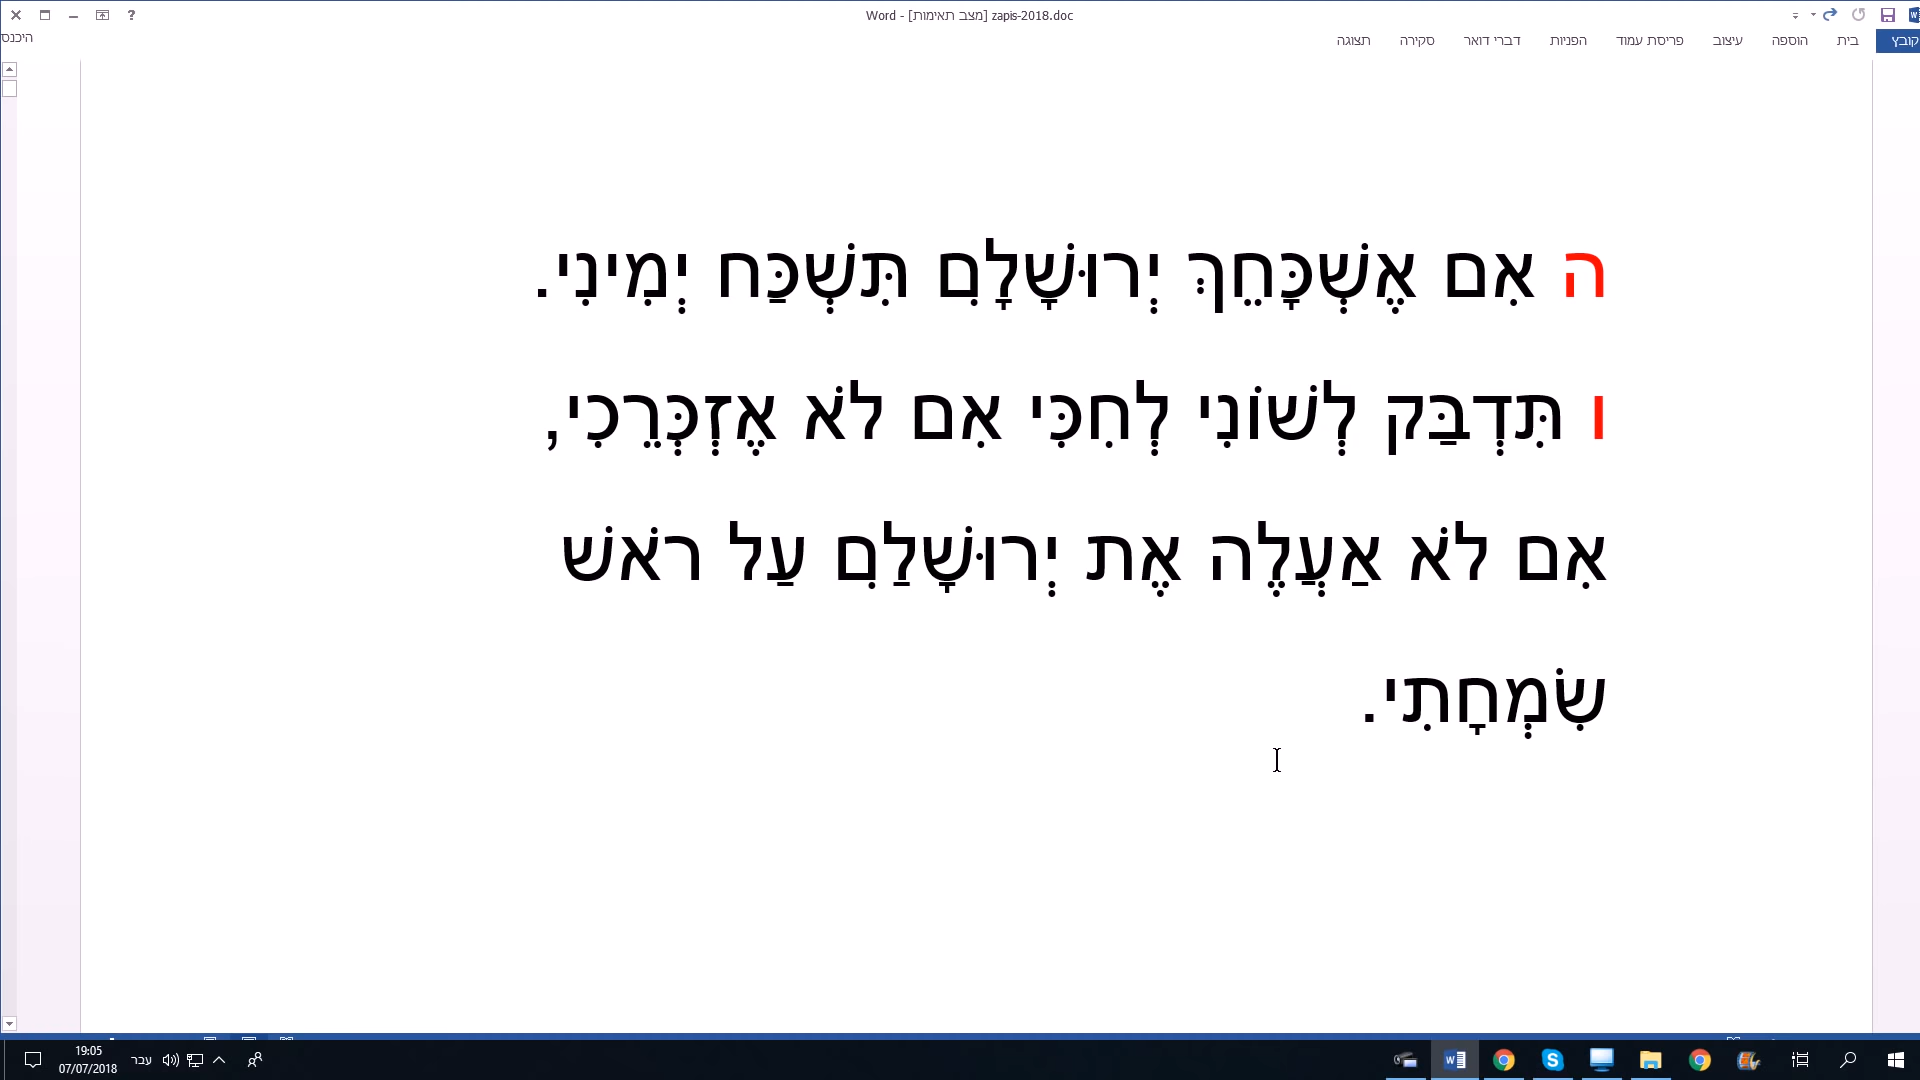 zapis-2018.doc [מצב תאימות] - Word
קובץ בית הוספה עיצוב פריסת עמוד הפניות דברי דואר סקירה תצוגה
היכנס
ה אִם אֶשְׁכָּחֵךְ יְרוּשָׁלִָם תִּשְׁכַּח יְמִינִי.
ו תִּדְבַּק לְשׁוֹנִי לְחִכִּי אִם לֹא אֶזְכְּרֵכִי,
אִם לֹא אַעֲלֶה אֶת יְרוּשָׁלִַם עַל רֹאשׁ
שִׂמְחָתִי.
עבר
19:05
07/07/2018